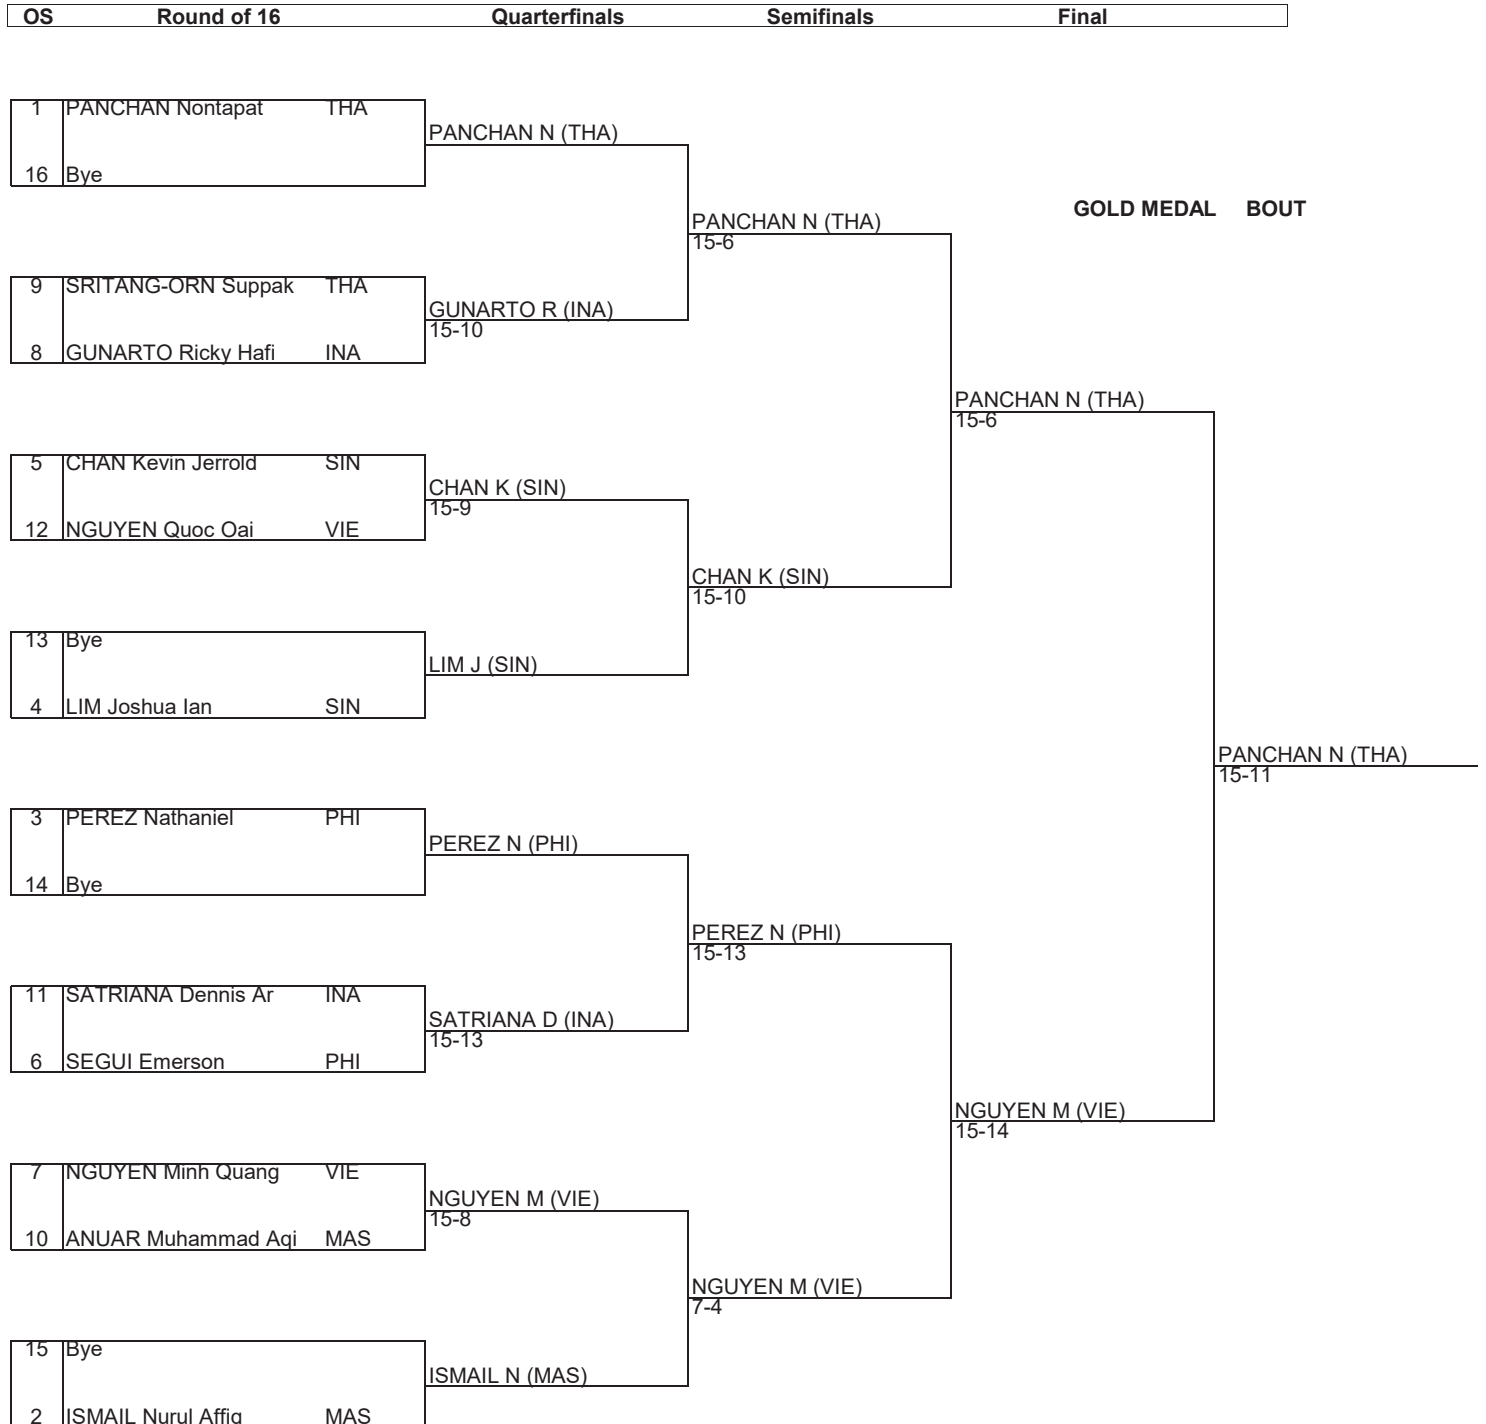 OS Round of 16 Quarterfinals Semifinals Final
1 PANCHAN Nontapat THA
PANCHAN N (THA)
16 Bye
GOLD MEDAL BOUT
PANCHAN N (THA)
15-6
9 SRITANG-ORN Suppak THA
GUNARTO R (INA)
15-10
8 GUNARTO Ricky Hafi INA
PANCHAN N (THA)
15-6
5 CHAN Kevin Jerrold SIN
CHAN K (SIN)
15-9
12 NGUYEN Quoc Oai VIE
CHAN K (SIN)
15-10
13 Bye
LIM J (SIN)
4 LIM Joshua Ian SIN
PANCHAN N (THA)
15-11
3 PEREZ Nathaniel PHI
PEREZ N (PHI)
14 Bye
PEREZ N (PHI)
15-13
11 SATRIANA Dennis Ar INA
SATRIANA D (INA)
15-13
6 SEGUI Emerson PHI
NGUYEN M (VIE)
15-14
7 NGUYEN Minh Quang VIE
NGUYEN M (VIE)
15-8
10 ANUAR Muhammad Aqi MAS
NGUYEN M (VIE)
7-4
15 Bye
ISMAIL N (MAS)
2 ISMAIL Nurul Affiq MAS